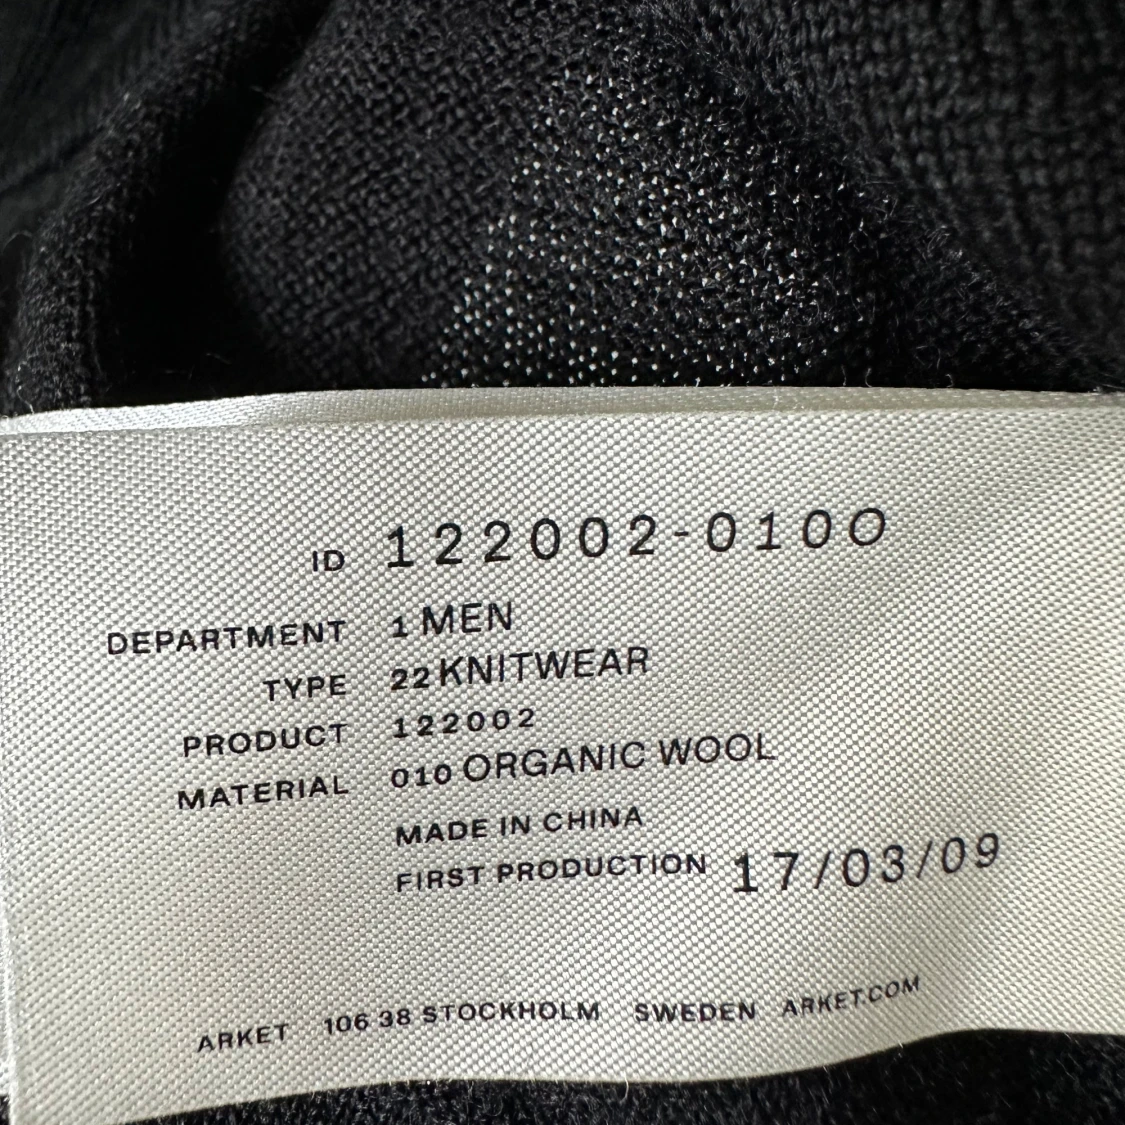 ID 122002-0100
DEPARTMENT 1 MEN
TYPE 22 KNITWEAR
PRODUCT 122002
MATERIAL 010 ORGANIC WOOL
MADE IN CHINA
FIRST PRODUCTION 17/03/09
ARKET 106 38 STOCKHOLM SWEDEN ARKET.COM